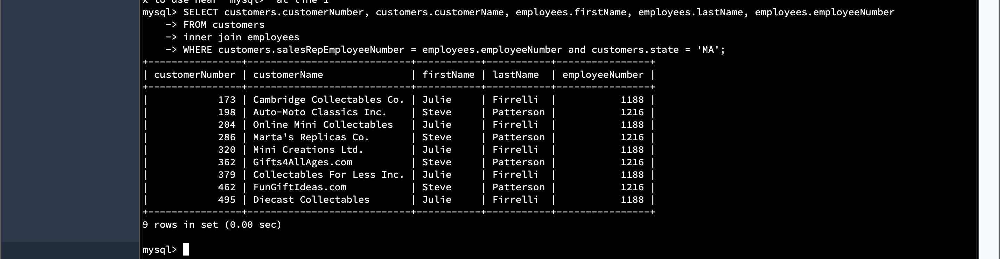 x to use near 'mysql>' at line 1
mysql> SELECT customers.customerNumber, customers.customerName, employees.firstName, employees.lastName, employees.employeeNumber
    -> FROM customers
    -> inner join employees
    -> WHERE customers.salesRepEmployeeNumber = employees.employeeNumber and customers.state = 'MA';
+----------------+----------------------------+-----------+-----------+----------------+
| customerNumber | customerName               | firstName | lastName  | employeeNumber |
+----------------+----------------------------+-----------+-----------+----------------+
|            173 | Cambridge Collectables Co. | Julie     | Firrelli  |           1188 |
|            198 | Auto-Moto Classics Inc.    | Steve     | Patterson |           1216 |
|            204 | Online Mini Collectables   | Julie     | Firrelli  |           1188 |
|            286 | Marta's Replicas Co.       | Steve     | Patterson |           1216 |
|            320 | Mini Creations Ltd.        | Julie     | Firrelli  |           1188 |
|            362 | Gifts4AllAges.com          | Steve     | Patterson |           1216 |
|            379 | Collectables For Less Inc. | Julie     | Firrelli  |           1188 |
|            462 | FunGiftIdeas.com           | Steve     | Patterson |           1216 |
|            495 | Diecast Collectables       | Julie     | Firrelli  |           1188 |
+----------------+----------------------------+-----------+-----------+----------------+
9 rows in set (0.00 sec)
mysql>